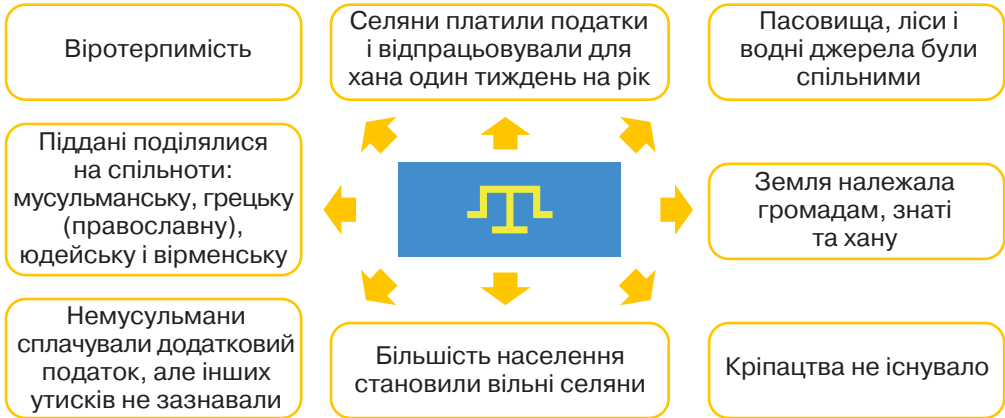 Віротерпимість
Селяни платили податки
і відпрацьовували для
хана один тиждень на рік
Пасовища, ліси і
водні джерела були
спільними
Піддані поділялися
на спільноти:
мусульманську, грецьку
(православну),
юдейську і вірменську
Земля належала
громадам, знаті
та хану
Немусульмани
сплачували додатковий
податок, але інших
утисків не зазнавали
Більшість населення
становили вільні селяни
Кріпацтва не існувало